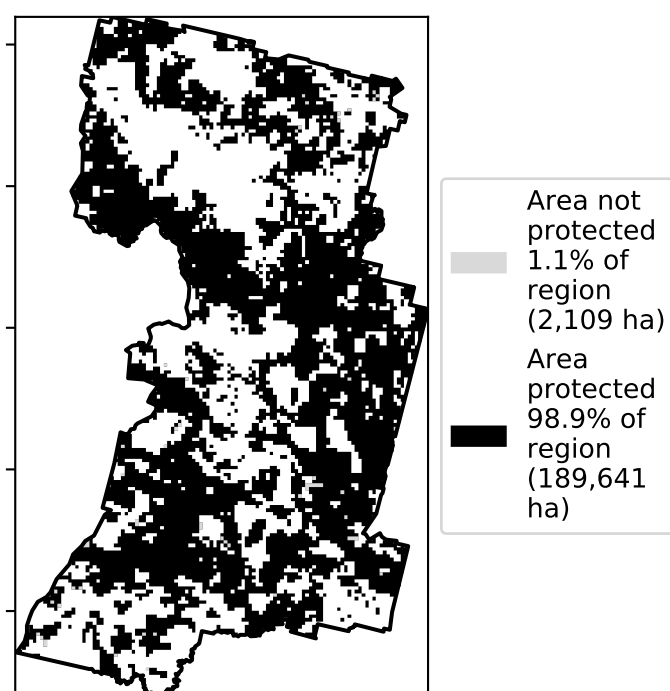 Area not
protected
1.1% of
region
(2,109 ha)
Area
protected
98.9% of
region
(189,641
ha)